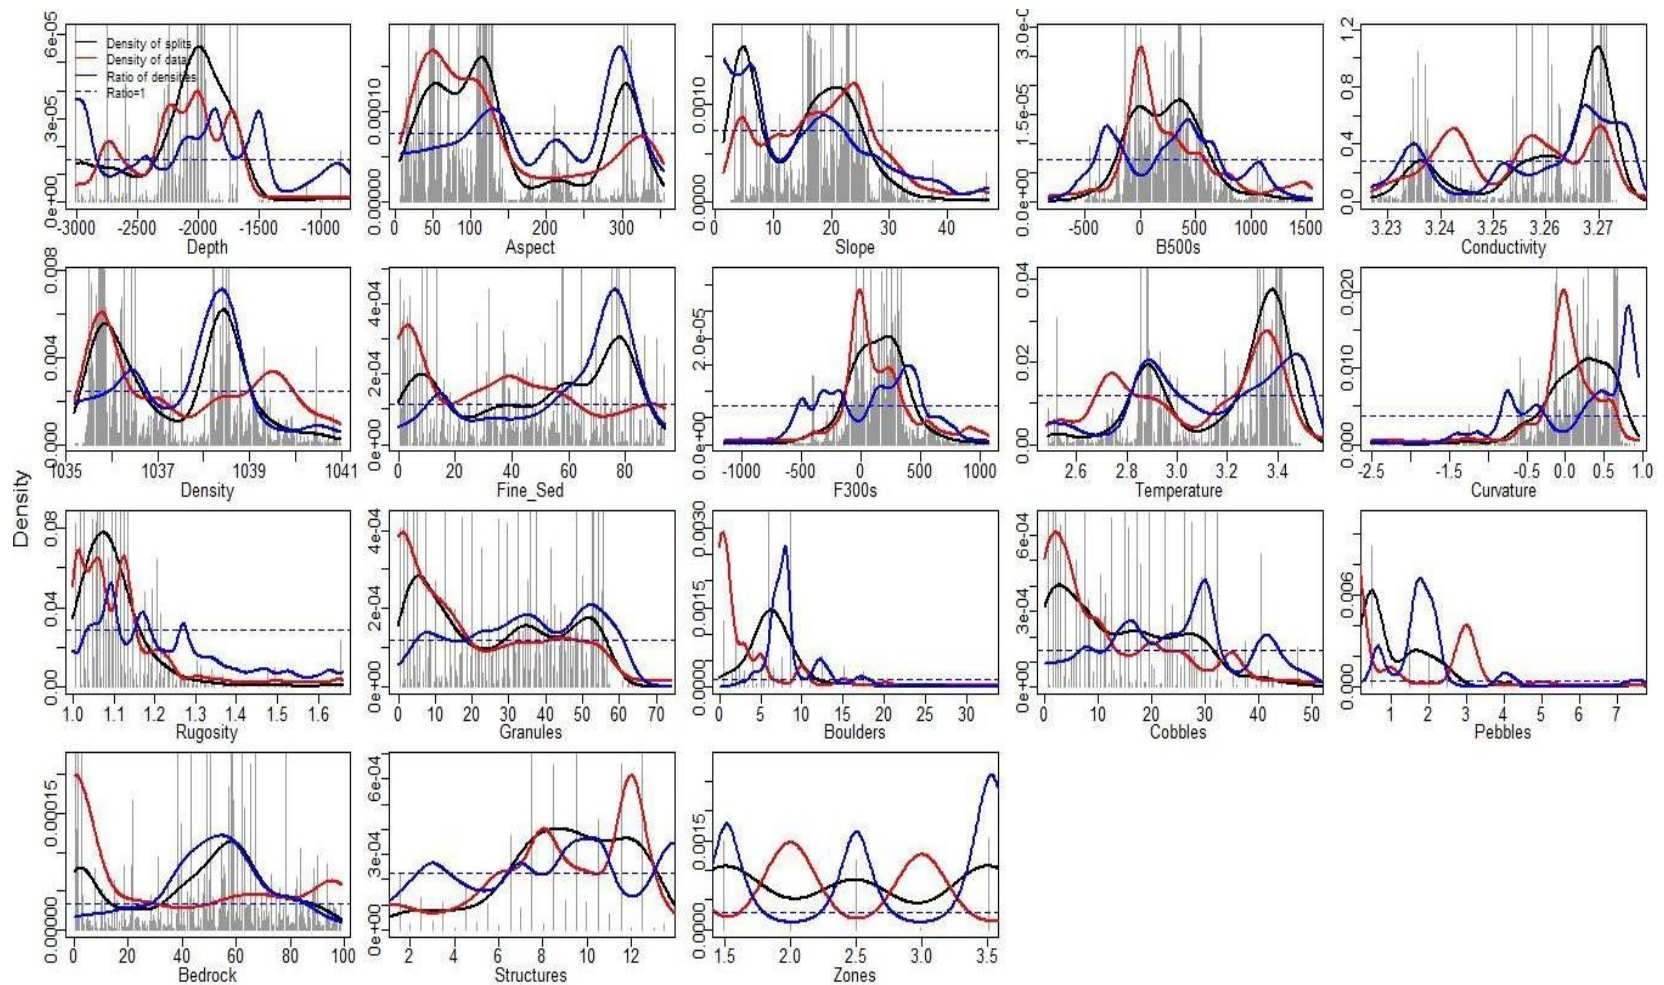 6e-05
3e-05
0e+00
Density of splits
Density of data
Ratio of densities
Ratio=1
-3000 -2500 -2000 -1500 -1000
Depth
0.00010
0.0000
0 50 100 200 300
Aspect
0.00010
0.0000
0 10 20 30 40
Slope
1.5e-05
-500 0 500 1000 1500
B500s
1.2
0.8
0.4
0.0
3.23 3.24 3.25 3.26 3.27
Conductivity
0.008
0.004
0.000
1035 1037 1039 1041
Density
4e-04
2e-04
0e+00
0 20 40 60 80
Fine_Sed
2.0e-05
0.0e+00
-1000 -500 0 500 1000
F300s
0.04
0.02
0.00
2.6 2.8 3.0 3.2 3.4
Temperature
0.020
0.010
0.000
-2.5 -1.5 -0.5 0.0 0.5 1.0
Curvature
Density
0.08
0.04
0.00
1.0 1.1 1.2 1.3 1.4 1.5 1.6
Rugosity
4e-04
2e-04
0e+00
0 10 20 30 40 50 60 70
Granules
0.0030
0.0015
0.0000
0 5 10 15 20 25 30
Boulders
6e-04
3e-04
0e+00
0 10 20 30 40 50
Cobbles
0.006
0.000
1 2 3 4 5 6 7
Pebbles
0.00015
0.00000
0 20 40 60 80 100
Bedrock
6e-04
3e-04
0e+00
2 4 6 8 10 12
Structures
0.0015
0.0000
1.5 2.0 2.5 3.0 3.5
Zones